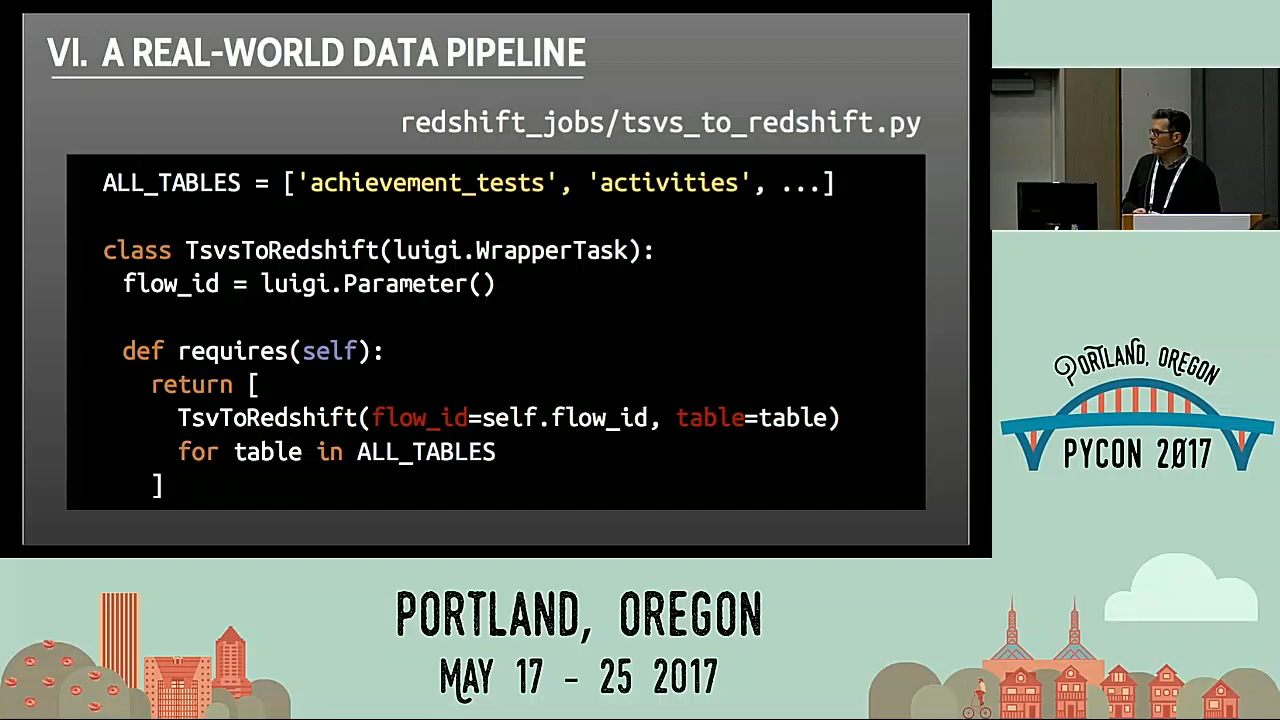 VI. A REAL-WORLD DATA PIPELINE
redshift_jobs/tsvs_to_redshift.py
ALL_TABLES = ['achievement_tests', 'activities', ...]
class TsvsToRedshift(luigi.WrapperTask):
flow_id = luigi.Parameter()
def requires(self):
return [
TsvToRedshift(flow_id=self.flow_id, table=table)
for table in ALL_TABLES
]
PORTLAND, OREGON
PYCON 2017
PORTLAND, OREGON
MAY 17 - 25 2017